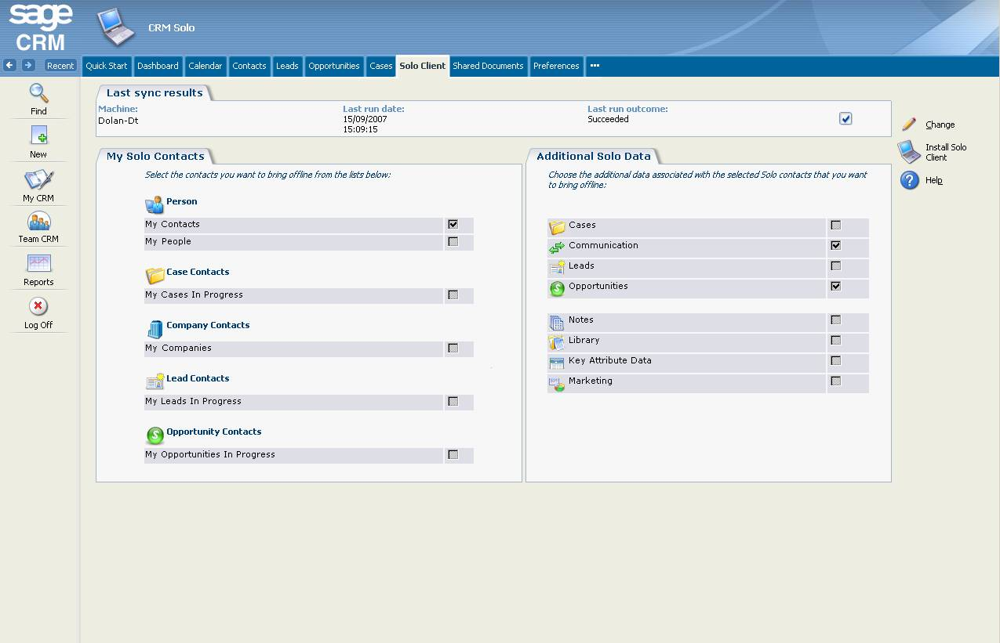 sage
CRM
CRM Solo
Recent
Quick Start
Dashboard
Calendar
Contacts
Leads
Opportunities
Cases
Solo Client
Shared Documents
Preferences
•••
Find
New
My CRM
Team CRM
Reports
Log Off
Last sync results
Machine:
Dolan-Dt
Last run date:
15/09/2007
15:09:15
Last run outcome:
Succeeded
My Solo Contacts
Select the contacts you want to bring offline from the lists below:
Person
My Contacts
My People
Case Contacts
My Cases In Progress
Company Contacts
My Companies
Lead Contacts
My Leads In Progress
Opportunity Contacts
My Opportunities In Progress
Additional Solo Data
Choose the additional data associated with the selected Solo contacts that you want
to bring offline:
Cases
Communication
Leads
Opportunities
Notes
Library
Key Attribute Data
Marketing
Change
Install Solo
Client
Help